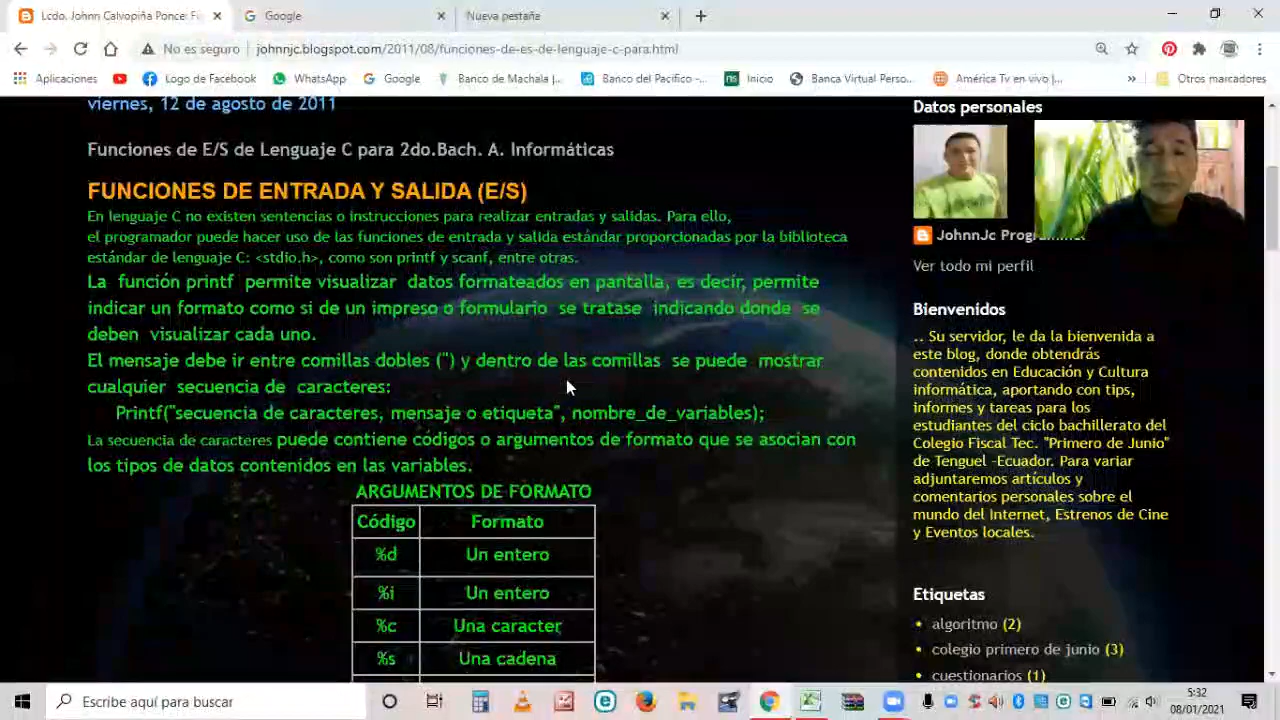 Lcdo. Johnn Calvopiña Ponce: Fu
Google
Nueva pestaña
No es seguro
johnnjc.blogspot.com/2011/08/funciones-de-es-de-lenguaje-c-para.html
Aplicaciones
Logo de Facebook
WhatsApp
Google
Banco de Machala |...
Banco del Pacífico -...
Inicio
Banca Virtual Perso...
América Tv en vivo |...
»
Otros marcadores
viernes, 12 de agosto de 2011
Funciones de E/S de Lenguaje C para 2do.Bach. A. Informáticas
FUNCIONES DE ENTRADA Y SALIDA (E/S)
En lenguaje C no existen sentencias o instrucciones para realizar entradas y salidas. Para ello,
el programador puede hacer uso de las funciones de entrada y salida estándar proporcionadas por la biblioteca
estándar de lenguaje C: <stdio.h>, como son printf y scanf, entre otras.
La función printf permite visualizar datos formateados en pantalla, es decir, permite
indicar un formato como si de un impreso o formulario se tratase indicando donde se
deben visualizar cada uno.
El mensaje debe ir entre comillas dobles (") y dentro de las comillas se puede mostrar
cualquier secuencia de caracteres:
Printf("secuencia de caracteres, mensaje o etiqueta", nombre_de_variables);
La secuencia de caracteres puede contiene códigos o argumentos de formato que se asocian con
los tipos de datos contenidos en las variables.
ARGUMENTOS DE FORMATO
Código Formato
%d Un entero
%i Un entero
%c Una caracter
%s Una cadena
Datos personales
JohnnJc Programmer
Ver todo mi perfil
Bienvenidos
.. Su servidor, le da la bienvenida a
este blog, donde obtendrás
contenidos en Educación y Cultura
informática, aportando con tips,
informes y tareas para los
estudiantes del ciclo bachillerato del
Colegio Fiscal Tec. "Primero de Junio"
de Tenguel -Ecuador. Para variar
adjuntaremos artículos y
comentarios personales sobre el
mundo del Internet, Estrenos de Cine
y Eventos locales.
Etiquetas
algoritmo (2)
colegio primero de junio (3)
cuestionarios (1)
Escribe aquí para buscar
5:32
08/01/2021